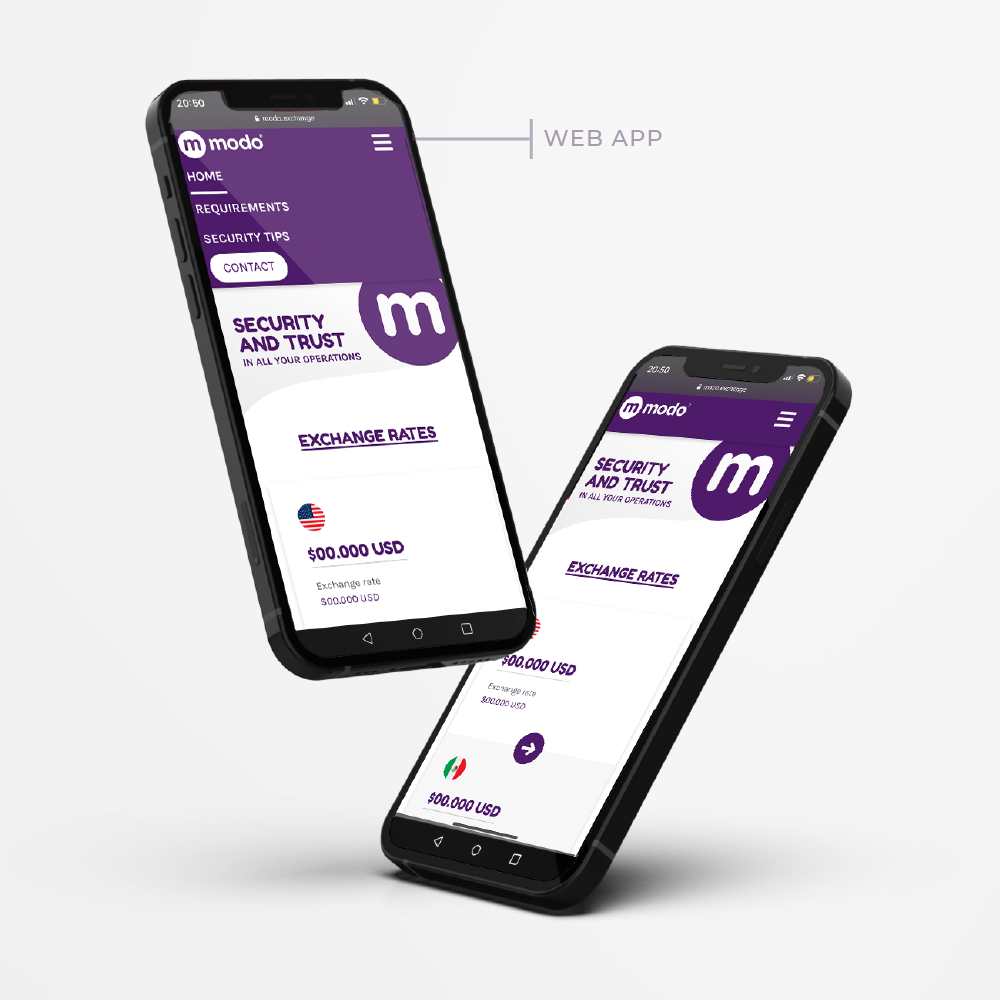 20:50
modo.exchange
m modo
HOME
REQUIREMENTS
SECURITY TIPS
CONTACT
m
SECURITY
AND TRUST
IN ALL YOUR OPERATIONS
EXCHANGE RATES
$00.000 USD
Exchange rate
$00.000 USD
WEB APP
20:50
modo.exchange
m modo
m
SECURITY
AND TRUST
IN ALL YOUR OPERATIONS
EXCHANGE RATES
$00.000 USD
Exchange rate
$00.000 USD
$00.000 USD